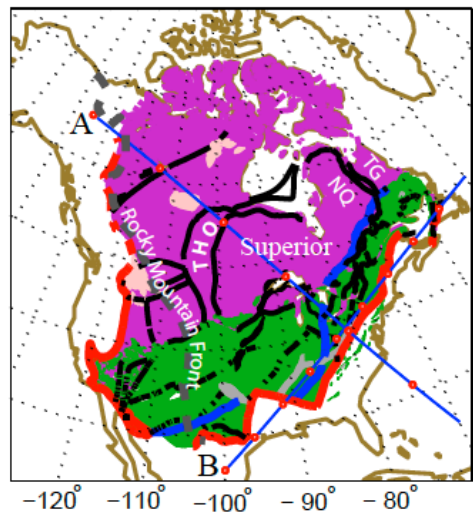 A
TG
NQ
THO
Superior
Rocky Mountain Front
B
−120° −110° −100° −90° −80°